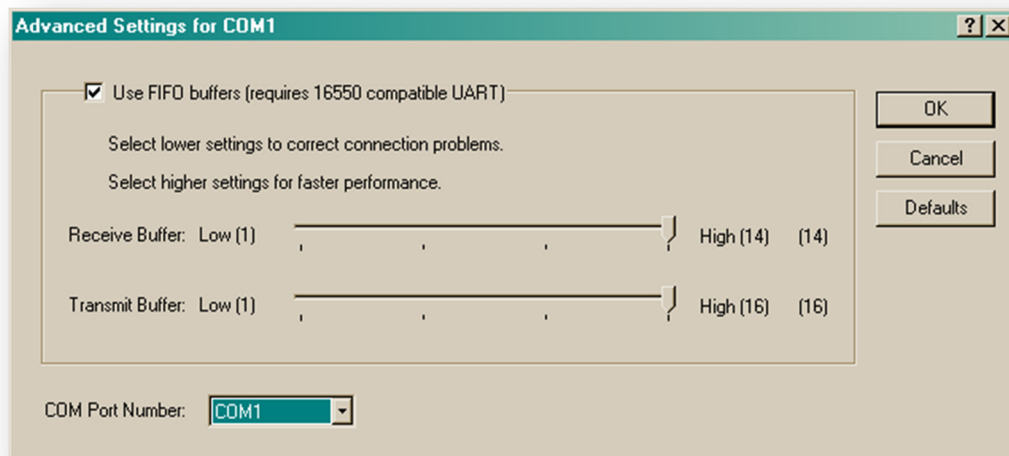 Advanced Settings for COM1
Use FIFO buffers (requires 16550 compatible UART)
OK
Select lower settings to correct connection problems.
Cancel
Select higher settings for faster performance.
Defaults
Receive Buffer: Low (1) High (14) (14)
Transmit Buffer: Low (1) High (16) (16)
COM Port Number: COM1